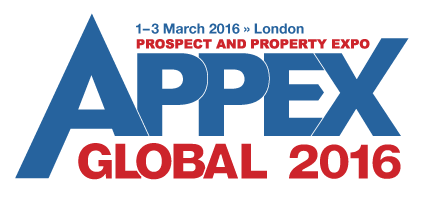 1–3 March 2016 » London
PROSPECT AND PROPERTY EXPO
APPEX
GLOBAL 2016